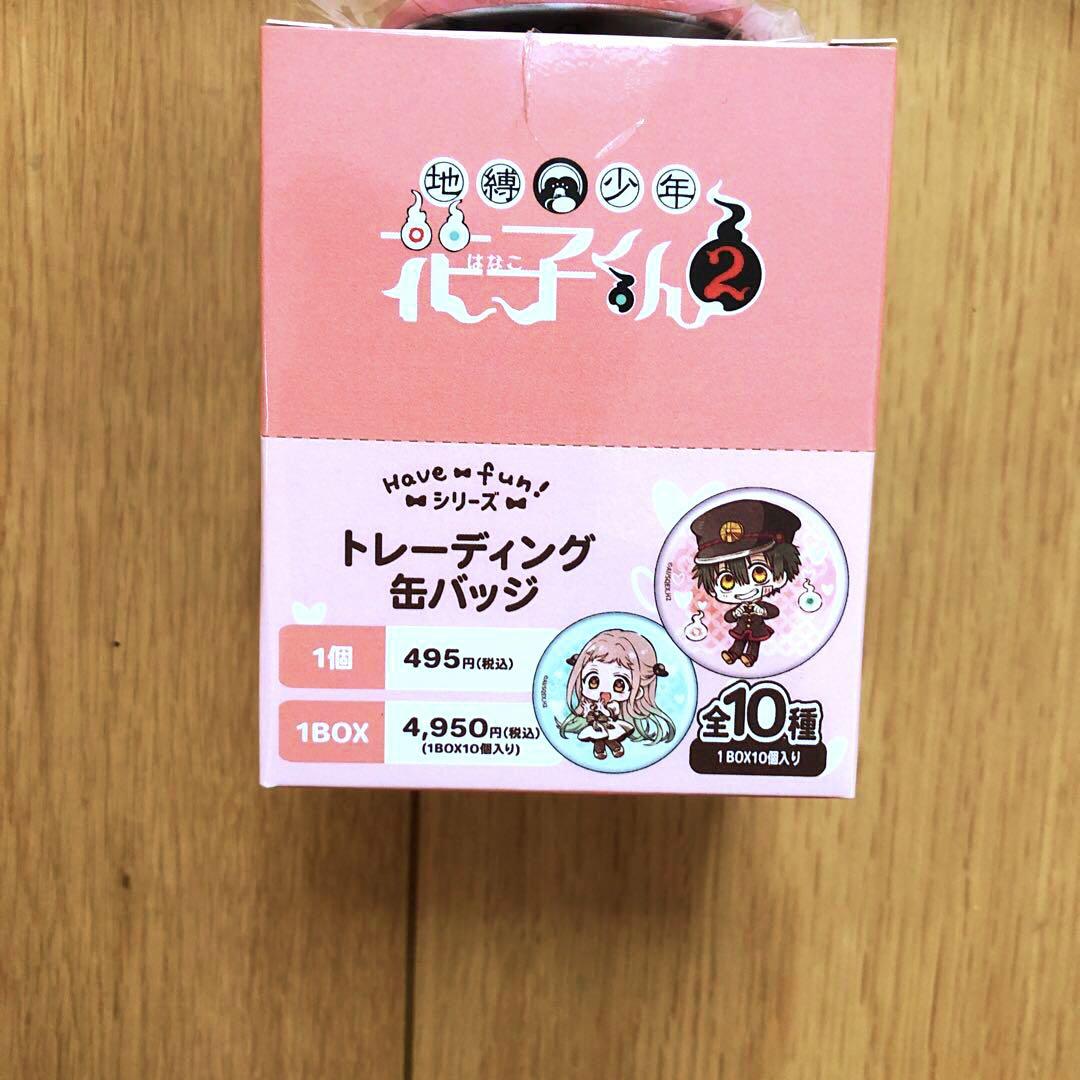 地縛少年
花子くん2
はなこ
Have fun!
シリーズ
トレーディング
缶バッジ
1個 495円(税込)
1BOX 4,950円(税込)
(1BOX10個入り)
全10種
1BOX10個入り